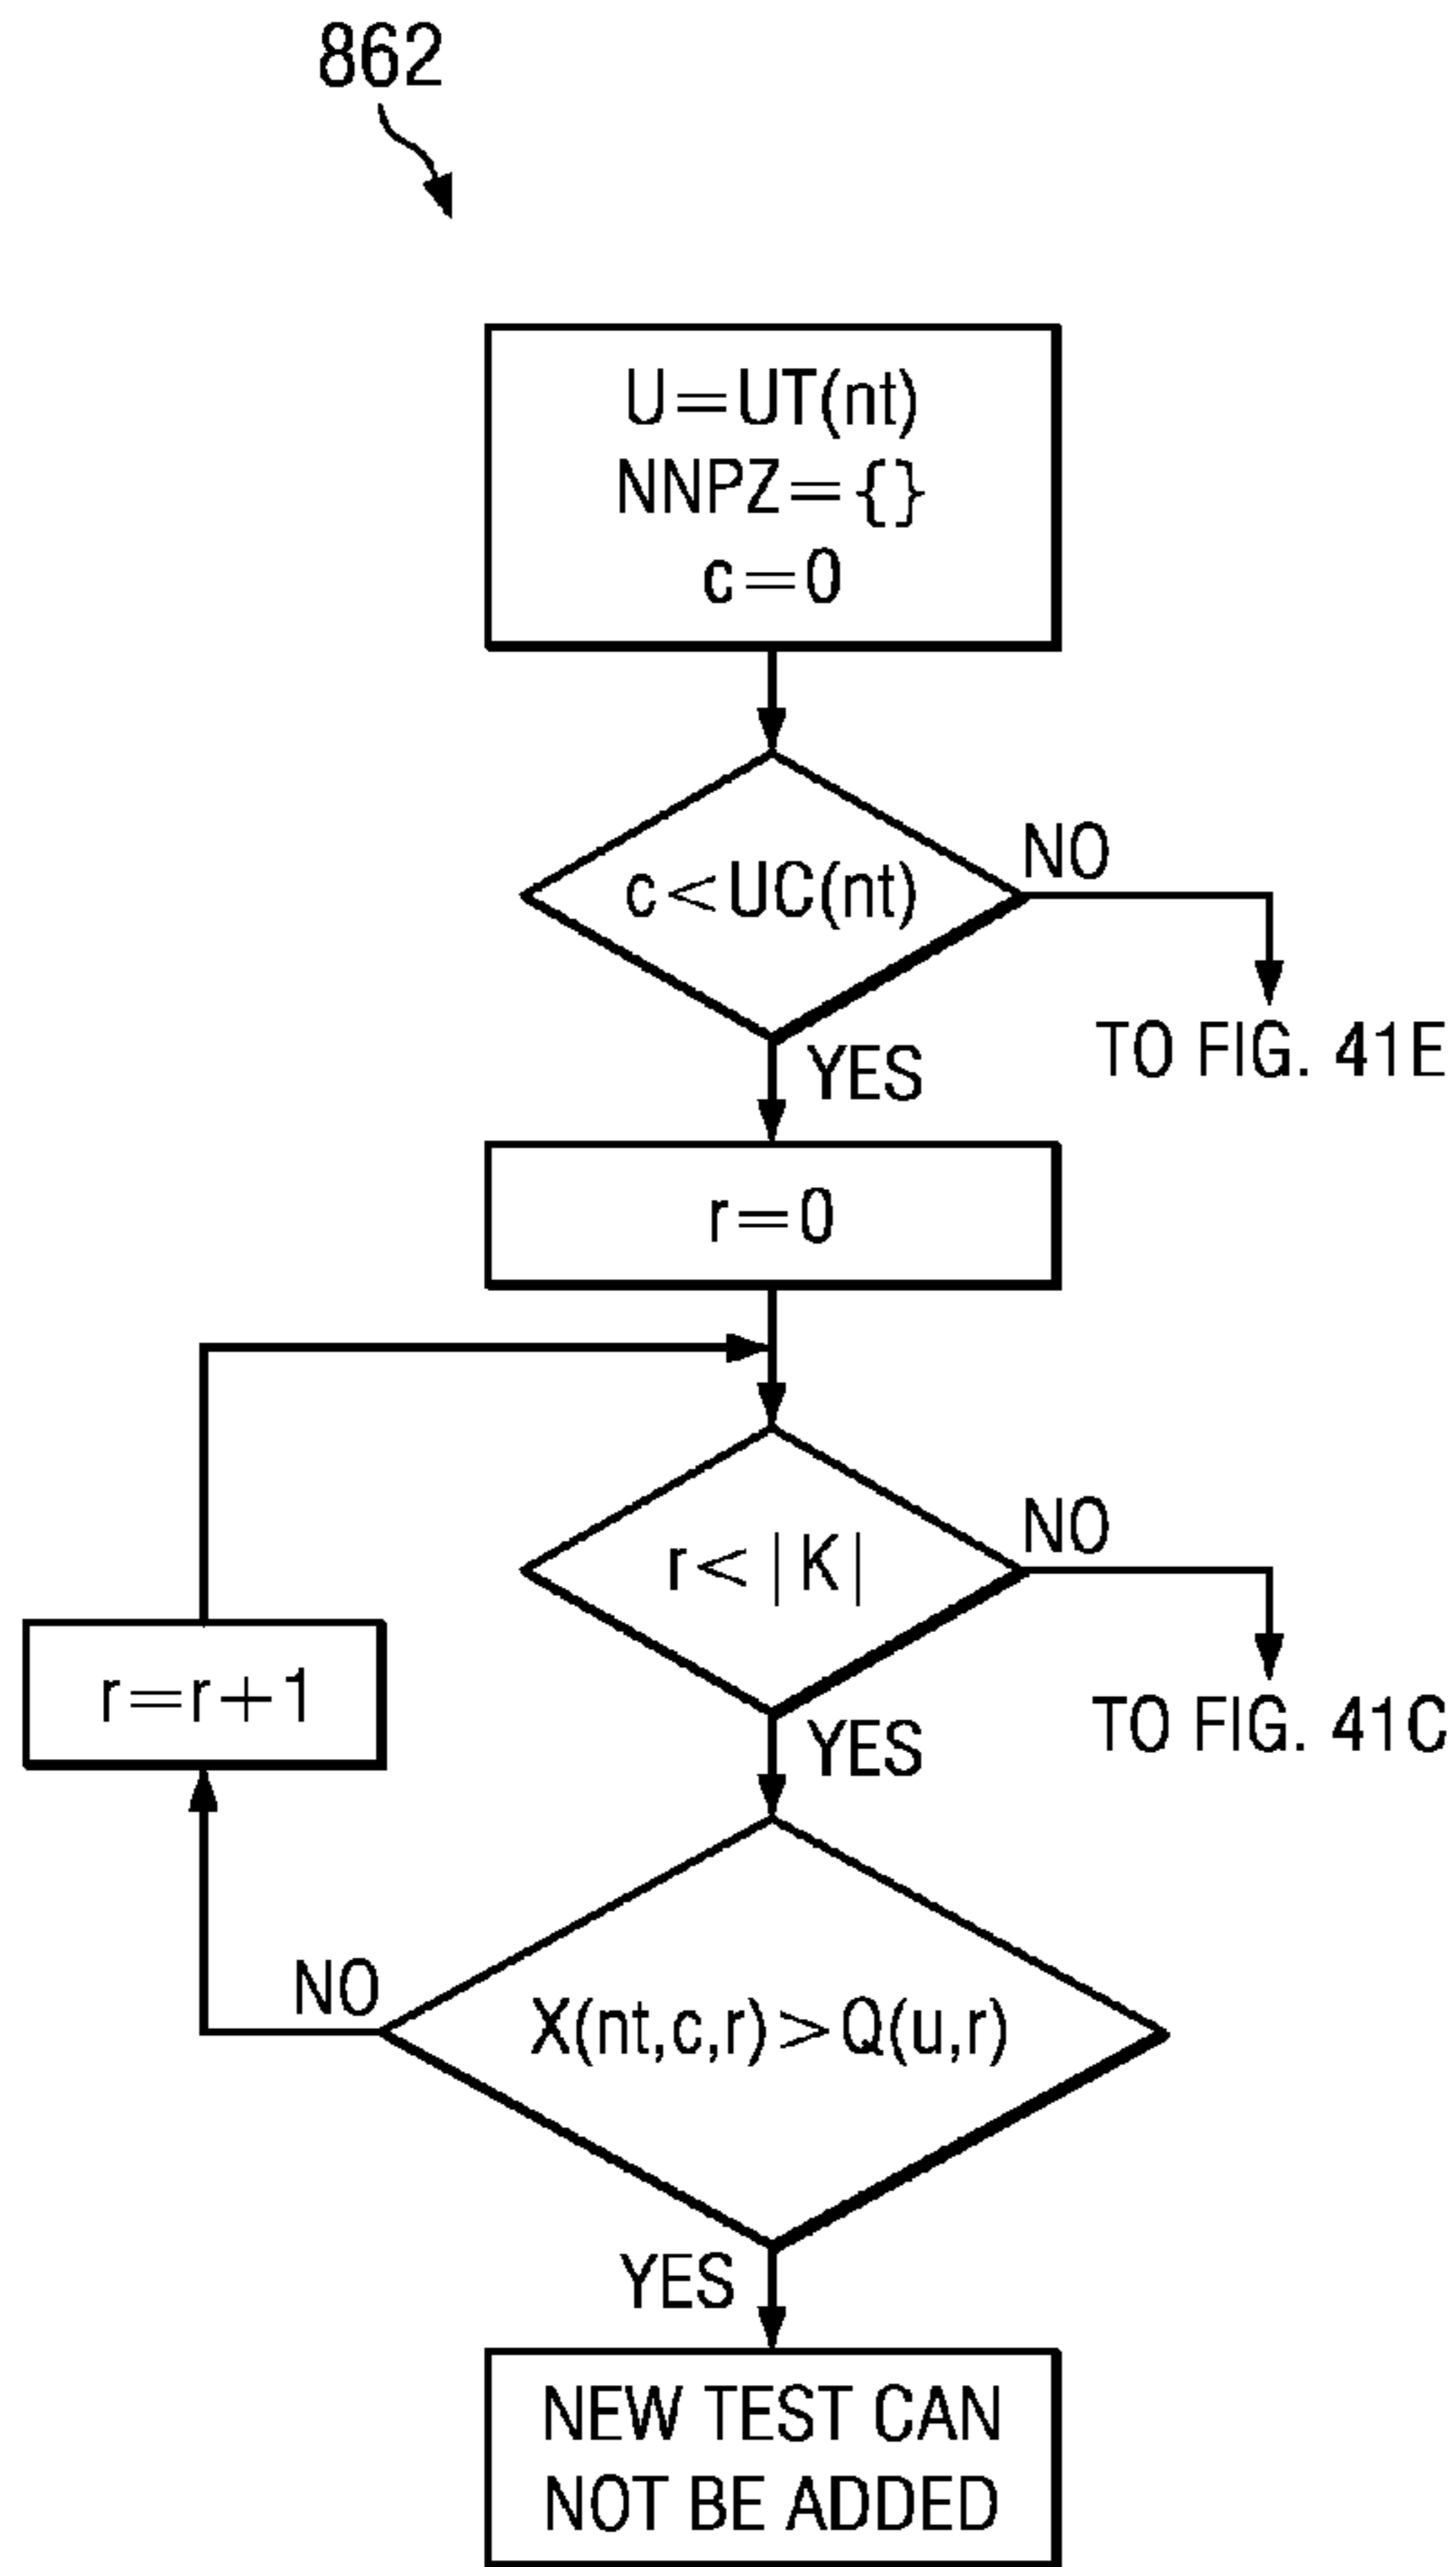 862
U=UT(nt)
NNPZ={}
c=0
c<UC(nt)
NO
TO FIG. 41E
YES
r=0
r<|K|
NO
TO FIG. 41C
r=r+1
YES
NO
X(nt,c,r)>Q(u,r)
YES
NEW TEST CAN
NOT BE ADDED